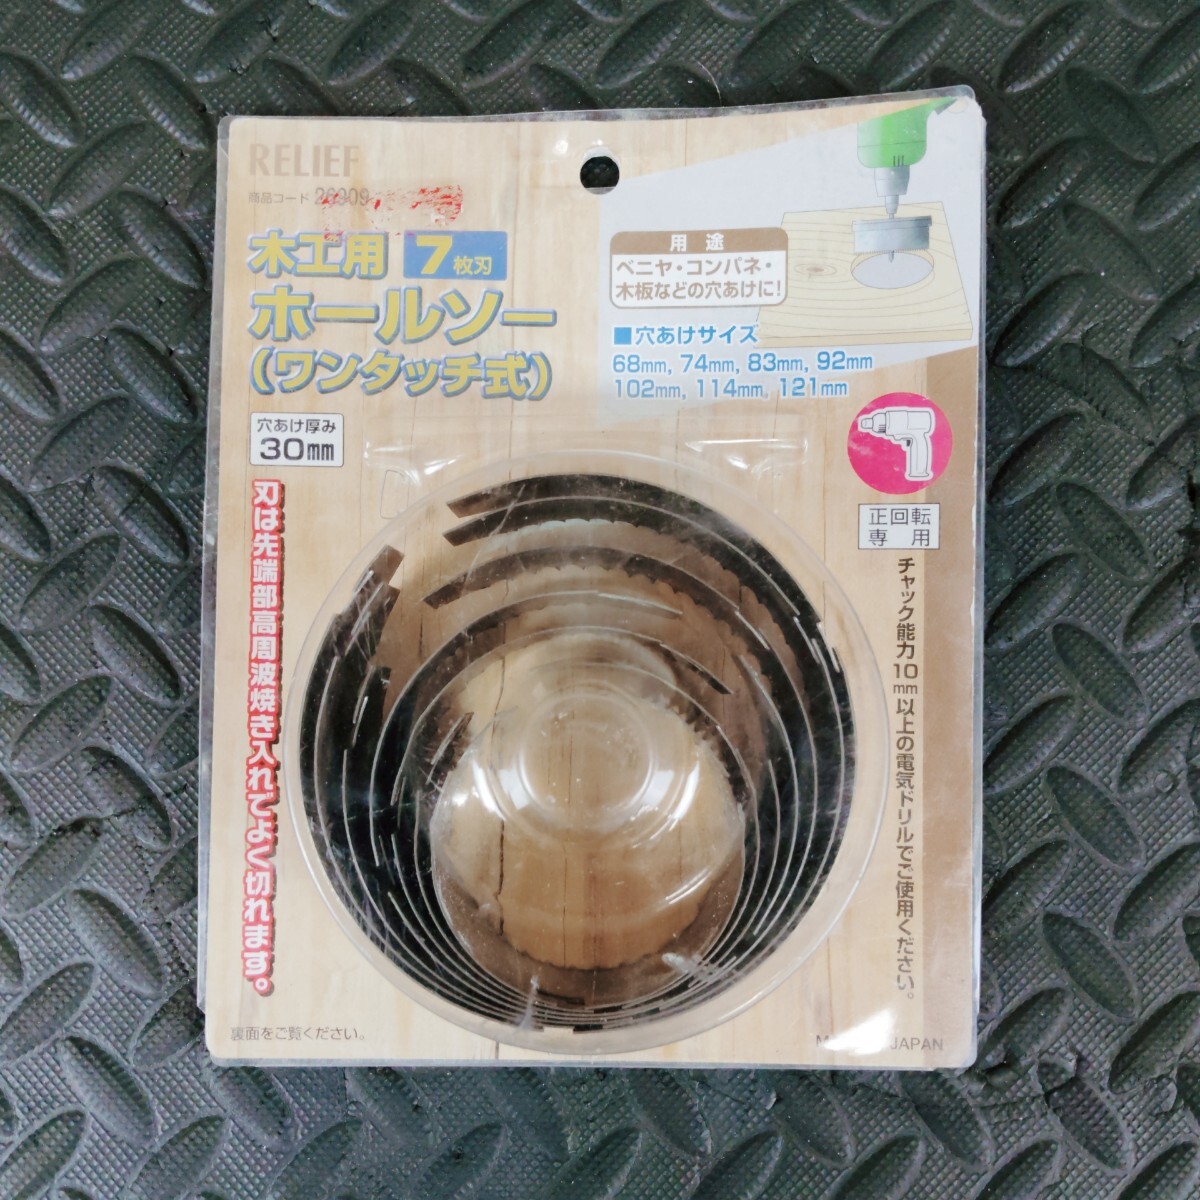 RELIEF
商品コード 26909
木工用 7枚刃
ホールソー
(ワンタッチ式)
穴あけ厚み
30mm
用途
ベニヤ・コンパネ・
木板などの穴あけに!
■穴あけサイズ
68mm, 74mm, 83mm, 92mm
102mm, 114mm, 121mm
正回転
専用
チャック能力10mm以上の電気ドリルでご使用ください。
刃は先端部高周波焼き入れでよく切れます。
裏面をご覧ください。
JAPAN